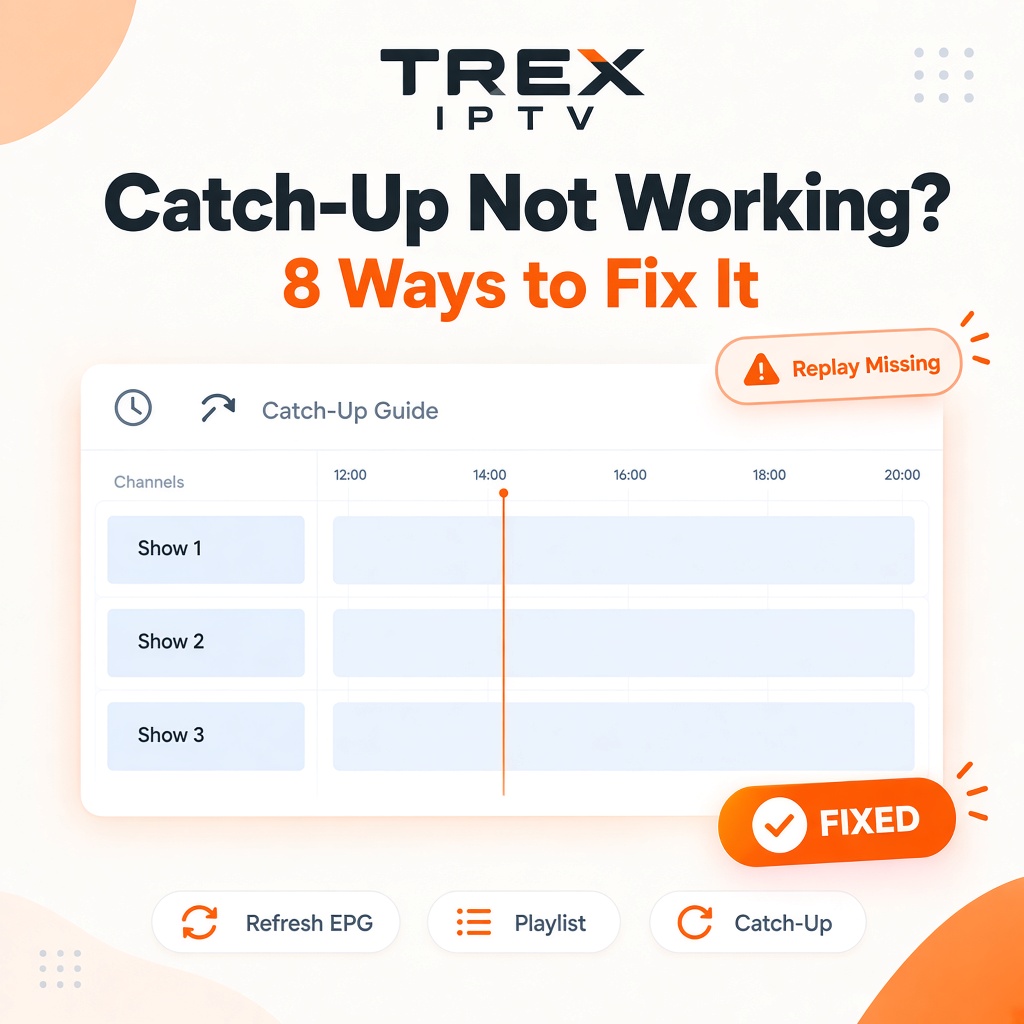 TREX
IPTV
Catch-Up Not Working?
8 Ways to Fix It
Replay Missing
Catch-Up Guide
Channels
12:00 14:00 16:00 18:00 20:00
Show 1
Show 2
Show 3
FIXED
Refresh EPG Playlist Catch-Up